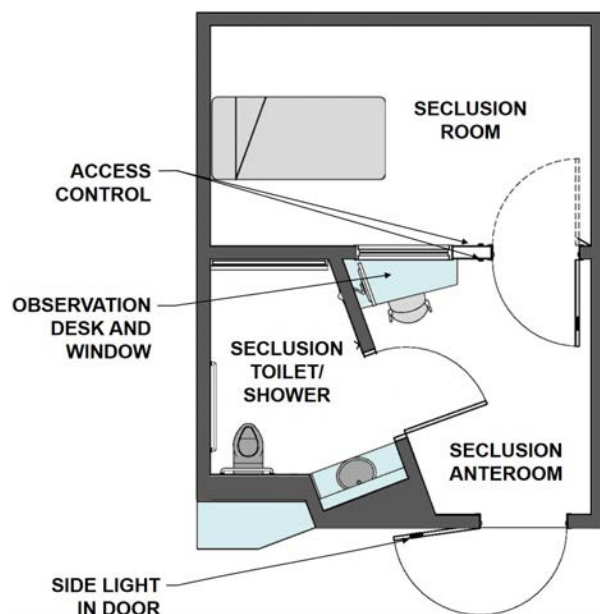 SECLUSION
ROOM
ACCESS
CONTROL
OBSERVATION
DESK AND
WINDOW
SECLUSION
TOILET/
SHOWER
SECLUSION
ANTEROOM
SIDE LIGHT
IN DOOR